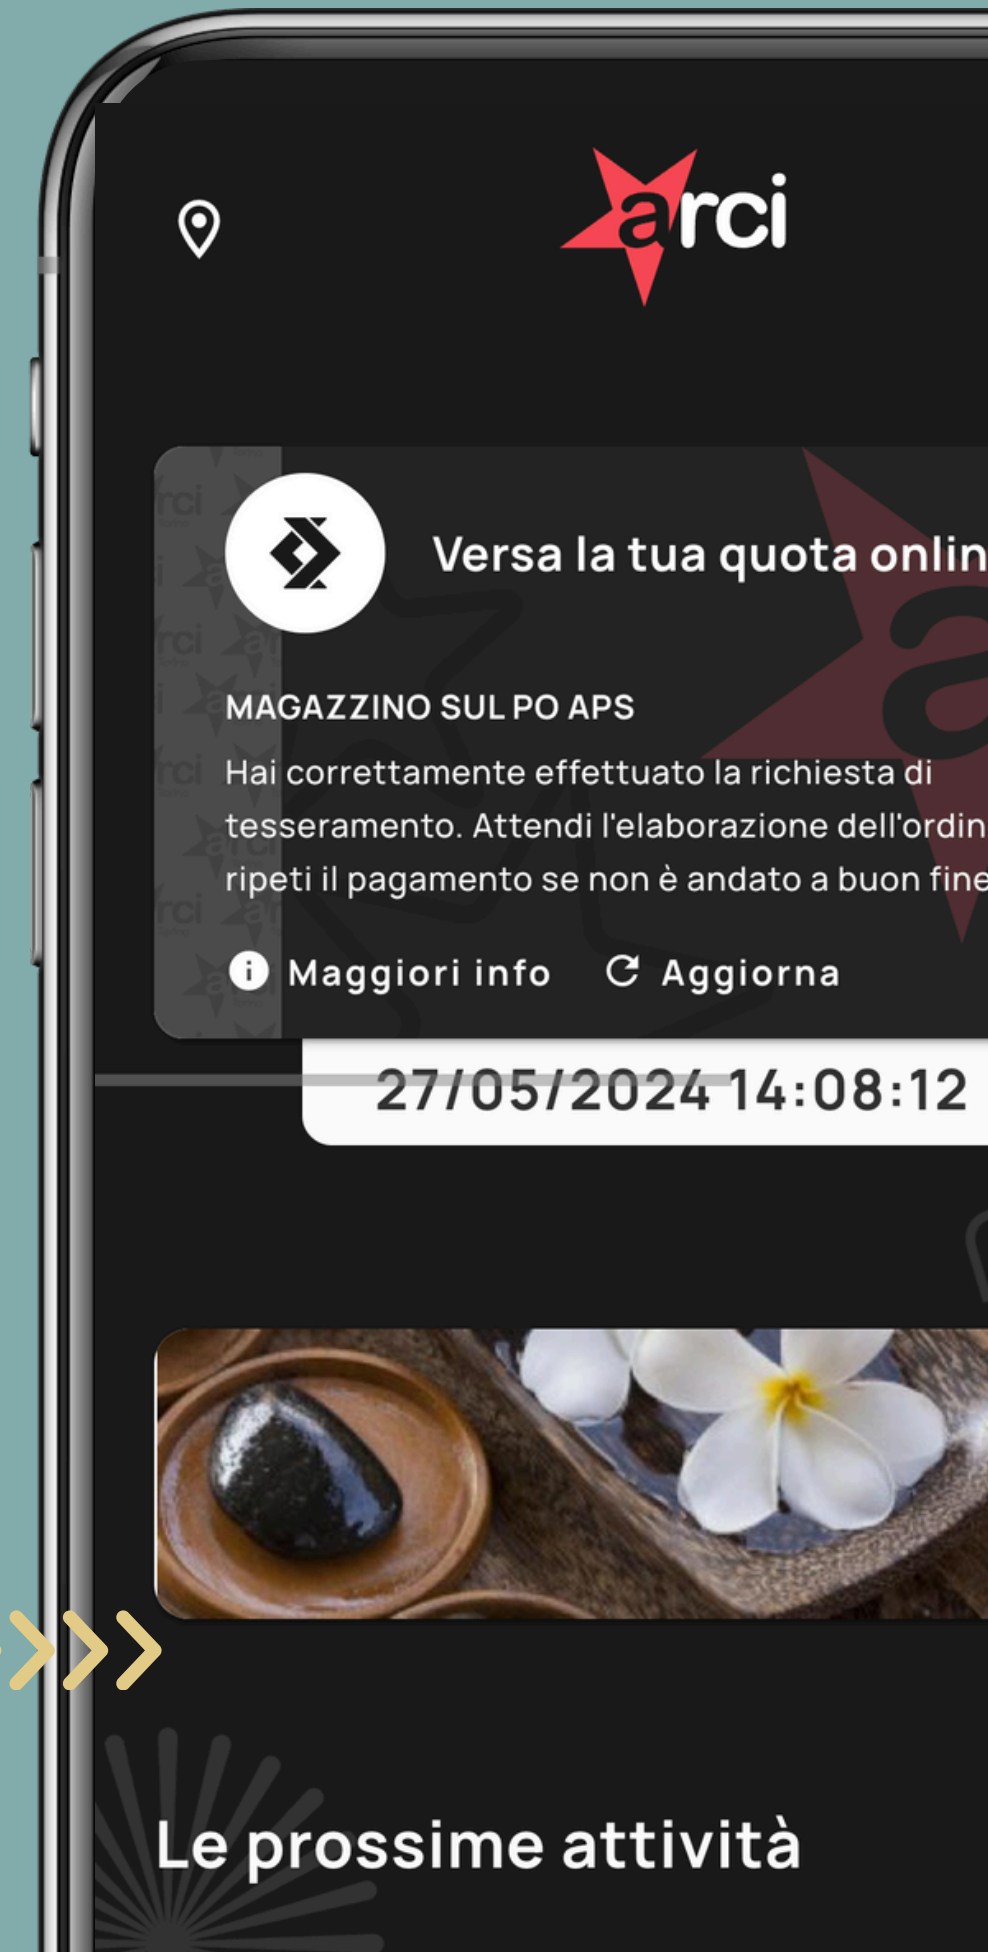 arci
Versa la tua quota onlin
MAGAZZINO SUL PO APS
Hai correttamente effettuato la richiesta di
tesseramento. Attendi l'elaborazione dell'ordin
ripeti il pagamento se non è andato a buon fine
Maggiori info Aggiorna
27/05/2024 14:08:12
Le prossime attività